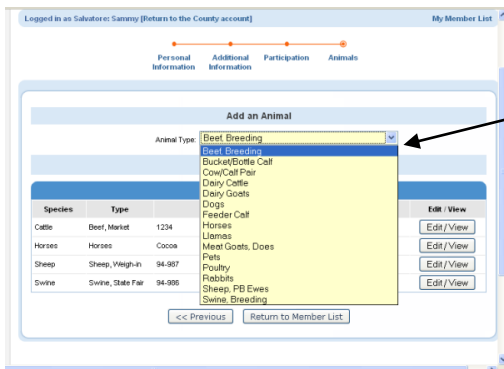 Logged in as Salvatore: Sammy [Return to the County account] My Member List
Personal Information Additional Information Participation Animals
Add an Animal
Animal Type: Beef, Breeding
Beef, Breeding
Bucket/Bottle Calf
Cow/Calf Pair
Dairy Cattle
Dairy Goats
Dogs
Feeder Calf
Horses
Llamas
Meat Goats, Does
Pets
Poultry
Rabbits
Sheep, PB Ewes
Swine, Breeding
Species Type Edit / View
Cattle Beef, Market 1234 Edit / View
Horses Horses Cocoa Edit / View
Sheep Sheep, Weigh-in 94-987 Edit / View
Swine Swine, State Fair 94-986 Edit / View
<< Previous Return to Member List